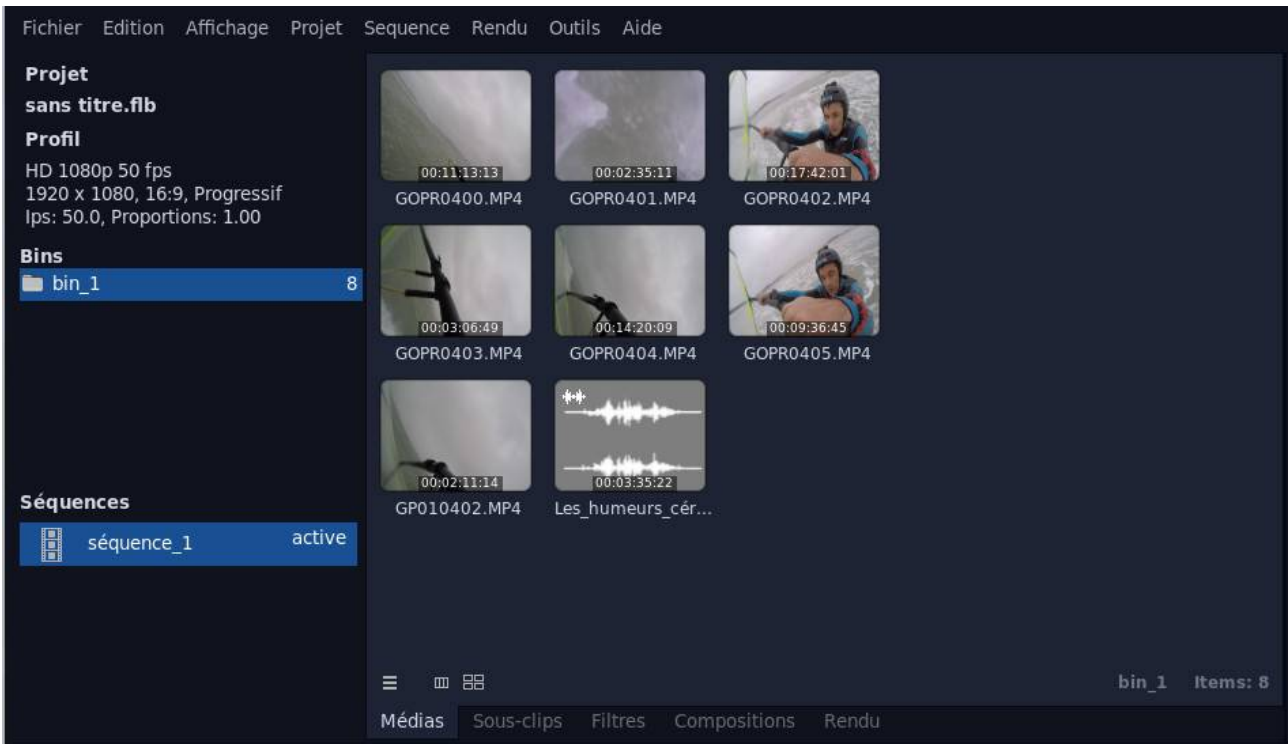 Fichier Edition Affichage Projet Sequence Rendu Outils Aide
Projet
sans titre.flb
Profil
HD 1080p 50 fps
1920 x 1080, 16:9, Progressif
Ips: 50.0, Proportions: 1.00
Bins
bin_1 8
Séquences
séquence_1 active
00:11:13:13 00:02:35:11 00:17:42:01
GOPR0400.MP4 GOPR0401.MP4 GOPR0402.MP4
00:03:06:49 00:14:20:09 00:09:36:45
GOPR0403.MP4 GOPR0404.MP4 GOPR0405.MP4
00:02:11:14 00:03:35:22
GP010402.MP4 Les_humeurs_cér...
bin_1 Items: 8
Médias Sous-clips Filtres Compositions Rendu